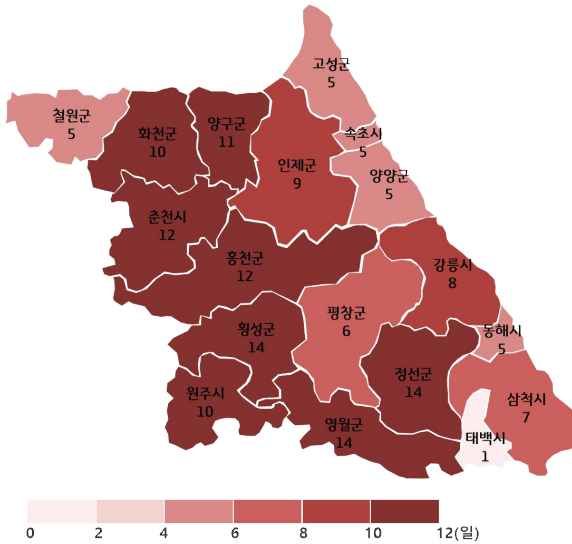 고성군
5
철원군
5
화천군
10
양구군
11
속초시
5
인제군
9
양양군
5
춘천시
12
홍천군
12
강릉시
8
평창군
6
횡성군
14
동해시
5
정선군
14
원주시
10
삼척시
7
영월군
14
태백시
1
0 2 4 6 8 10 12(일)